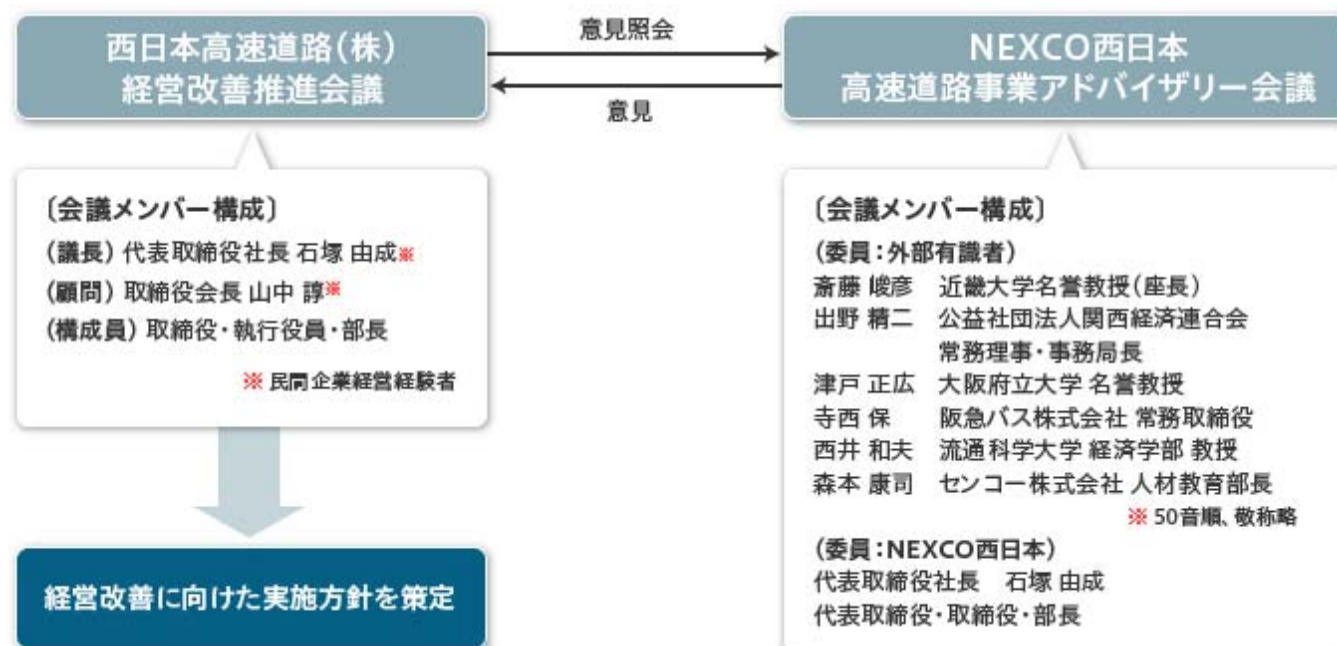 西日本高速道路(株)
経営改善推進会議
意見照会
意見
NEXCO西日本
高速道路事業アドバイザリー会議
〔会議メンバー構成〕
(議長) 代表取締役社長 石塚 由成※
(顧問) 取締役会長 山中 諄※
(構成員) 取締役・執行役員・部長
※ 民間企業経営経験者
経営改善に向けた実施方針を策定
〔会議メンバー構成〕
(委員：外部有識者)
斎藤 峻彦 近畿大学名誉教授(座長)
出野 精二 公益社団法人関西経済連合会
常務理事・事務局長
津戸 正広 大阪府立大学 名誉教授
寺西 保 阪急バス株式会社 常務取締役
西井 和夫 流通科学大学 経済学部 教授
森本 康司 センコー株式会社 人材教育部長
※ 50音順、敬称略
(委員：NEXCO西日本)
代表取締役社長 石塚 由成
代表取締役・取締役・部長